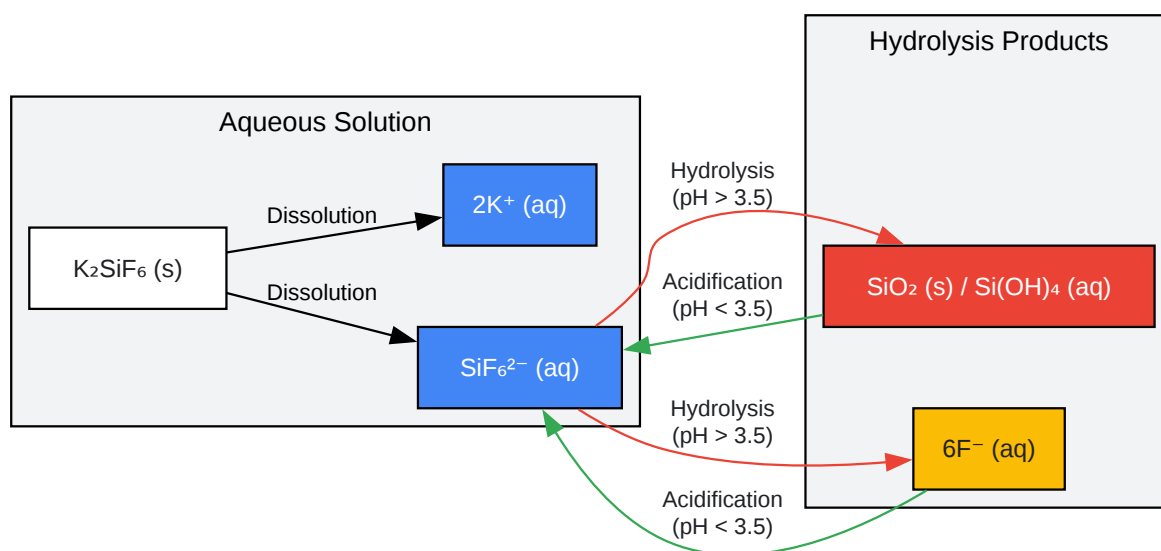 Hydrolysis Products
Aqueous Solution
K₂SiF₆ (s)
Dissolution
Dissolution
2K⁺ (aq)
SiF₆²⁻ (aq)
Hydrolysis
(pH > 3.5)
Acidification
(pH < 3.5)
SiO₂ (s) / Si(OH)₄ (aq)
Hydrolysis
(pH > 3.5)
6F⁻ (aq)
Acidification
(pH < 3.5)